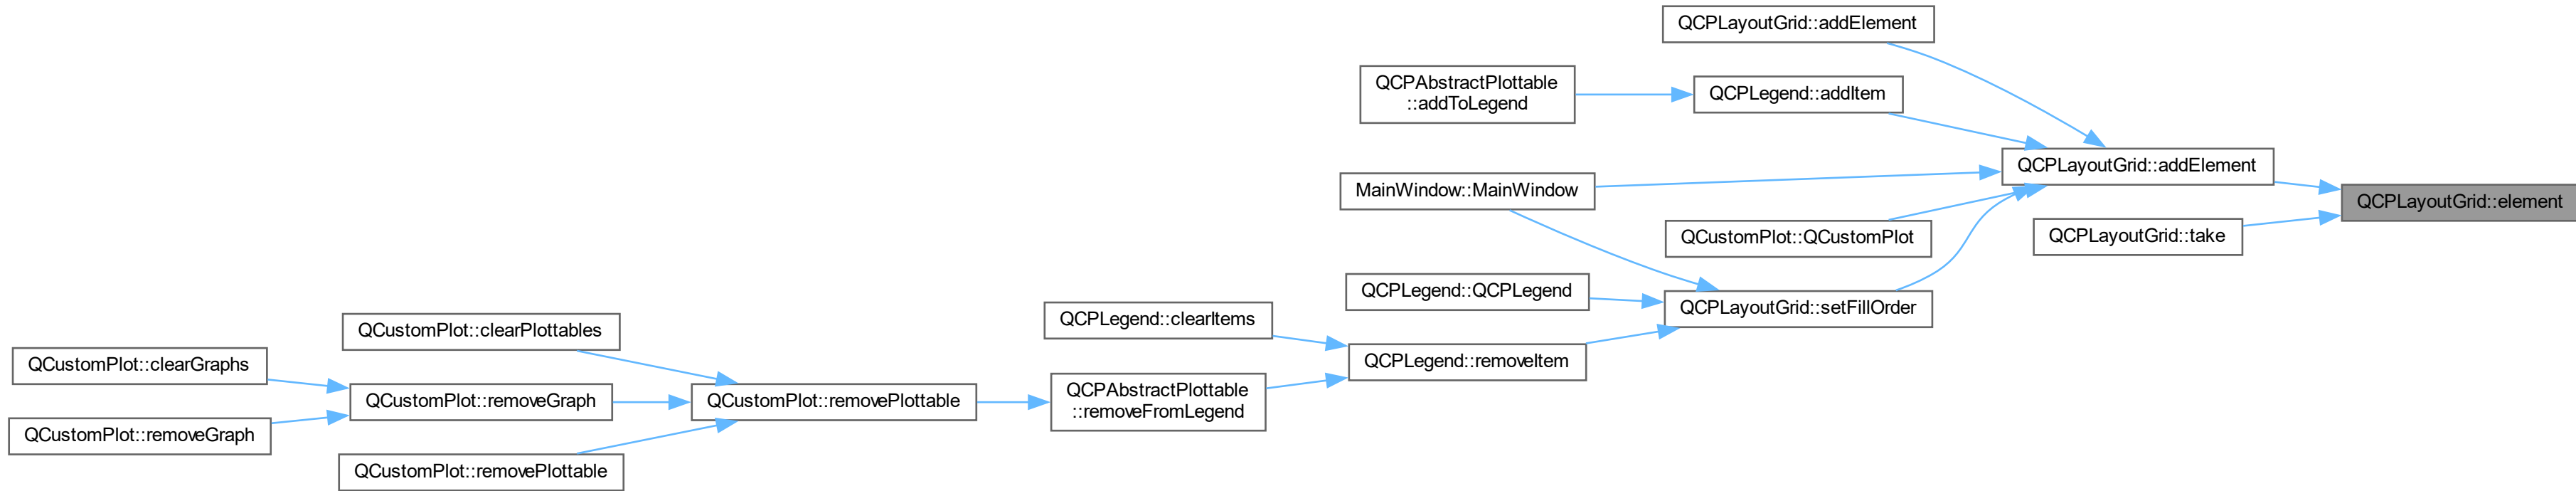 QCPLayoutGrid::addElement
QCPAbstractPlottable
::addToLegend
QCPLegend::addItem
QCPLayoutGrid::addElement
MainWindow::MainWindow
QCPLayoutGrid::element
QCustomPlot::QCustomPlot
QCPLayoutGrid::take
QCPLegend::QCPLegend
QCPLayoutGrid::setFillOrder
QCPLegend::clearItems
QCustomPlot::clearPlottables
QCPLegend::removeItem
QCustomPlot::clearGraphs
QCustomPlot::removeGraph
QCustomPlot::removePlottable
QCPAbstractPlottable
::removeFromLegend
QCustomPlot::removeGraph
QCustomPlot::removePlottable